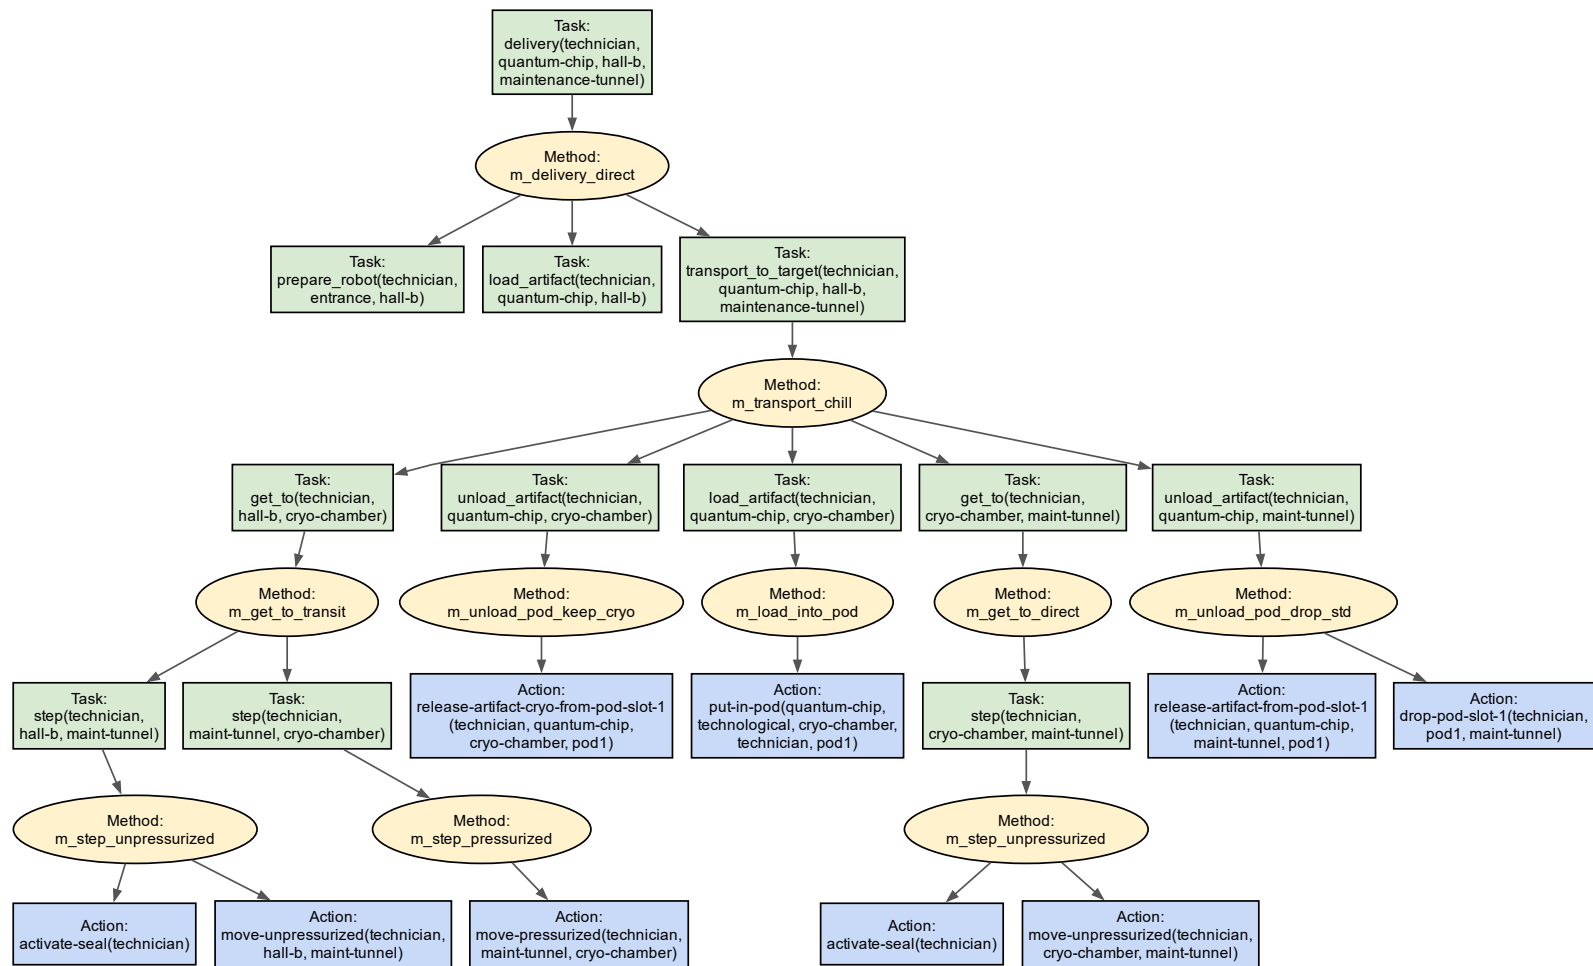 Task:
delivery(technician,
quantum-chip, hall-b,
maintenance-tunnel)
Method:
m_delivery_direct
Task:
prepare_robot(technician,
entrance, hall-b)
Task:
load_artifact(technician,
quantum-chip, hall-b)
Task:
transport_to_target(technician,
quantum-chip, hall-b,
maintenance-tunnel)
Method:
m_transport_chill
Task:
get_to(technician,
hall-b, cryo-chamber)
Task:
unload_artifact(technician,
quantum-chip, cryo-chamber)
Task:
load_artifact(technician,
quantum-chip, cryo-chamber)
Task:
get_to(technician,
cryo-chamber, maint-tunnel)
Task:
unload_artifact(technician,
quantum-chip, maint-tunnel)
Method:
m_get_to_transit
Method:
m_unload_pod_keep_cryo
Method:
m_load_into_pod
Method:
m_get_to_direct
Method:
m_unload_pod_drop_std
Task:
step(technician,
hall-b, maint-tunnel)
Task:
step(technician,
maint-tunnel, cryo-chamber)
Action:
release-artifact-cryo-from-pod-slot-1
(technician, quantum-chip,
cryo-chamber, pod1)
Action:
put-in-pod(quantum-chip,
technological, cryo-chamber,
technician, pod1)
Task:
step(technician,
cryo-chamber, maint-tunnel)
Action:
release-artifact-from-pod-slot-1
(technician, quantum-chip,
maint-tunnel, pod1)
Action:
drop-pod-slot-1(technician,
pod1, maint-tunnel)
Method:
m_step_unpressurized
Method:
m_step_pressurized
Method:
m_step_unpressurized
Action:
activate-seal(technician)
Action:
move-unpressurized(technician,
hall-b, maint-tunnel)
Action:
move-pressurized(technician,
maint-tunnel, cryo-chamber)
Action:
activate-seal(technician)
Action:
move-unpressurized(technician,
cryo-chamber, maint-tunnel)